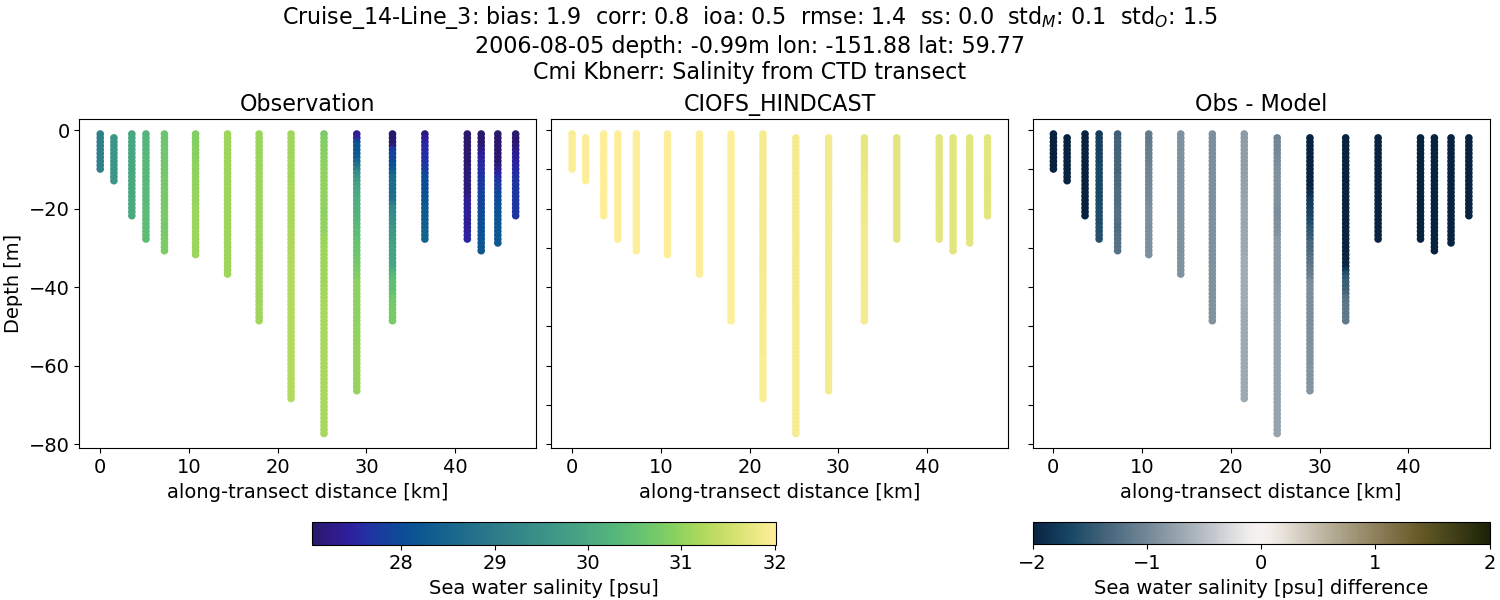 Cruise_14-Line_3: bias: 1.9 corr: 0.8 ioa: 0.5 rmse: 1.4 ss: 0.0 std_M: 0.1 std_O: 1.5
2006-08-05 depth: -0.99m lon: -151.88 lat: 59.77
Cmi Kbnerr: Salinity from CTD transect
Observation
CIOFS_HINDCAST
Obs - Model
Depth [m]
0
−20
−40
−60
−80
0 10 20 30 40
0 10 20 30 40
0 10 20 30 40
along-transect distance [km]
along-transect distance [km]
along-transect distance [km]
28 29 30 31 32
Sea water salinity [psu]
−2 −1 0 1 2
Sea water salinity [psu] difference